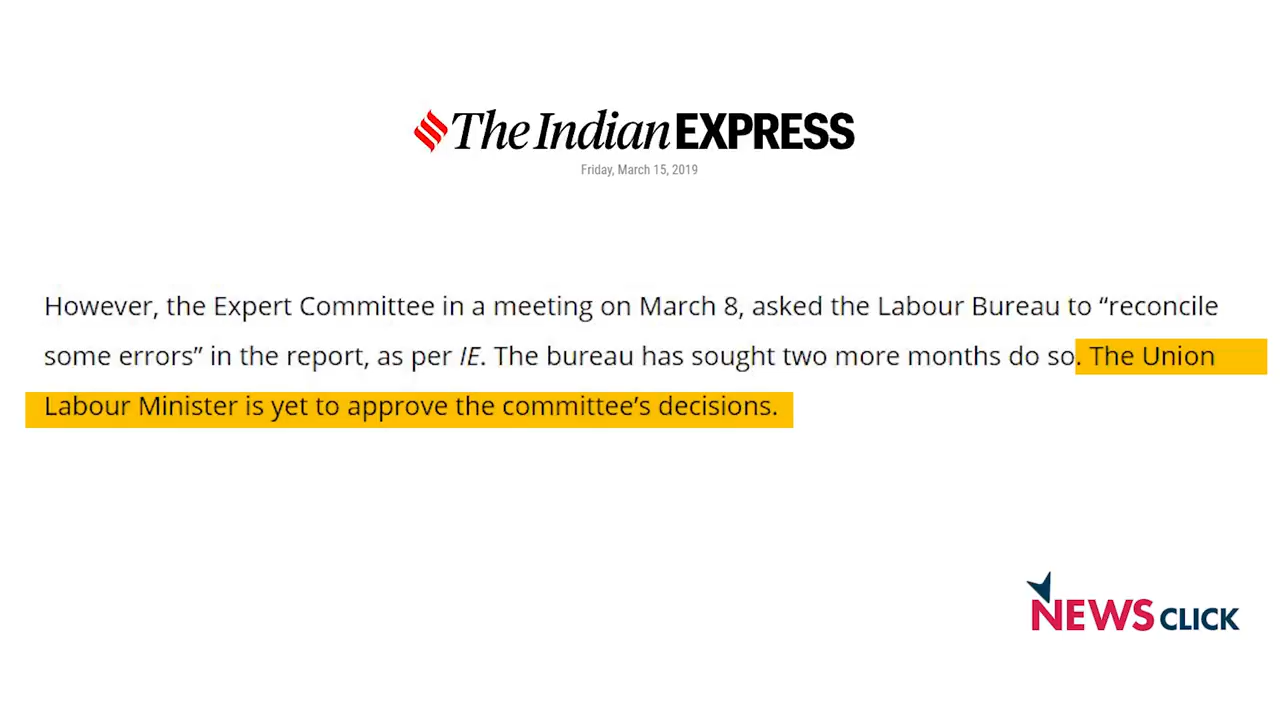 The Indian EXPRESS
Friday, March 15, 2019
However, the Expert Committee in a meeting on March 8, asked the Labour Bureau to “reconcile
some errors” in the report, as per IE. The bureau has sought two more months do so. The Union
Labour Minister is yet to approve the committee’s decisions.
NEWSCLICK